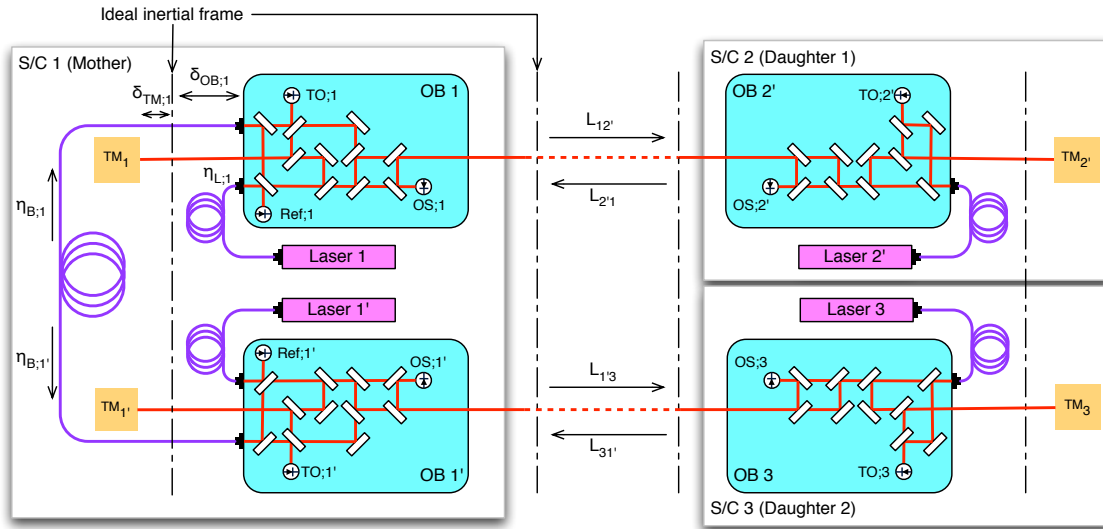 Ideal inertial frame
S/C 1 (Mother)
δOB;1
δTM;1
TO;1
OB 1
TM1
ηL;1
ηB;1
Ref;1
OS;1
Laser 1
Laser 1'
ηB;1'
Ref;1'
OS;1'
TM1'
TO;1'
OB 1'
L12'
L2'1
L1'3
L31'
S/C 2 (Daughter 1)
OB 2'
TO;2'
TM2'
OS;2'
Laser 2'
Laser 3
OS;3
TM3
OB 3
TO;3
S/C 3 (Daughter 2)